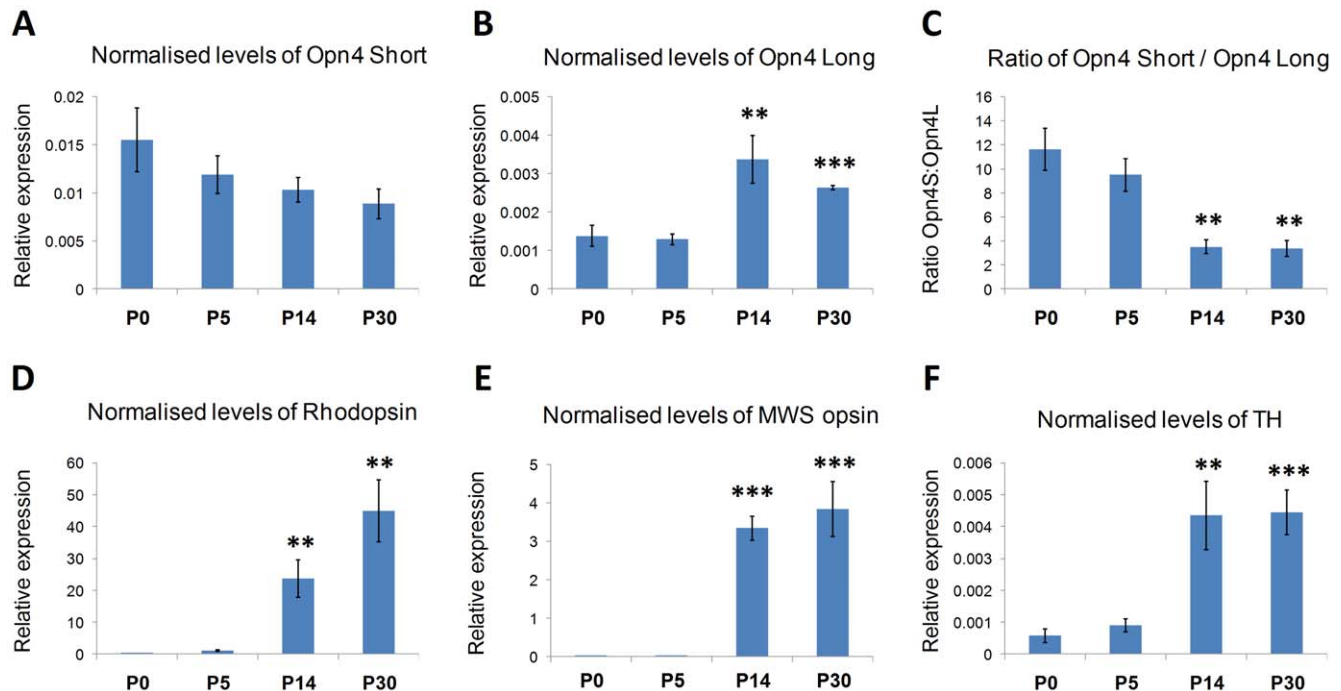 A
Normalised levels of Opn4 Short
Relative expression
0.02
0.015
0.01
0.005
0
P0 P5 P14 P30
B
Normalised levels of Opn4 Long
Relative expression
0.005
0.004
0.003
0.002
0.001
0
**
***
P0 P5 P14 P30
C
Ratio of Opn4 Short / Opn4 Long
Ratio Opn4S:Opn4L
16
14
12
10
8
6
4
2
0
** **
P0 P5 P14 P30
D
Normalised levels of Rhodopsin
Relative expression
60
50
40
30
20
10
0
**
**
P0 P5 P14 P30
E
Normalised levels of MWS opsin
Relative expression
5
4
3
2
1
0
***
***
P0 P5 P14 P30
F
Normalised levels of TH
Relative expression
0.006
0.005
0.004
0.003
0.002
0.001
0
**
***
P0 P5 P14 P30